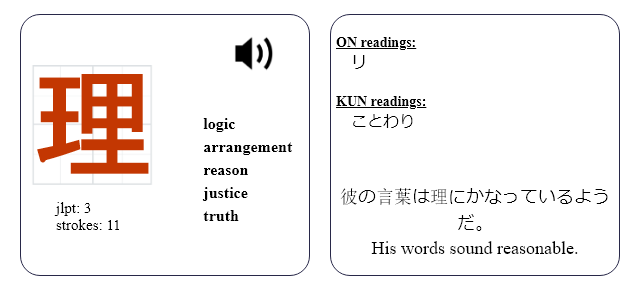 理
jlpt: 3
strokes: 11
logic
arrangement
reason
justice
truth
ON readings:
リ
KUN readings:
ことわり
彼の言葉は理にかなっているよう
だ。
His words sound reasonable.